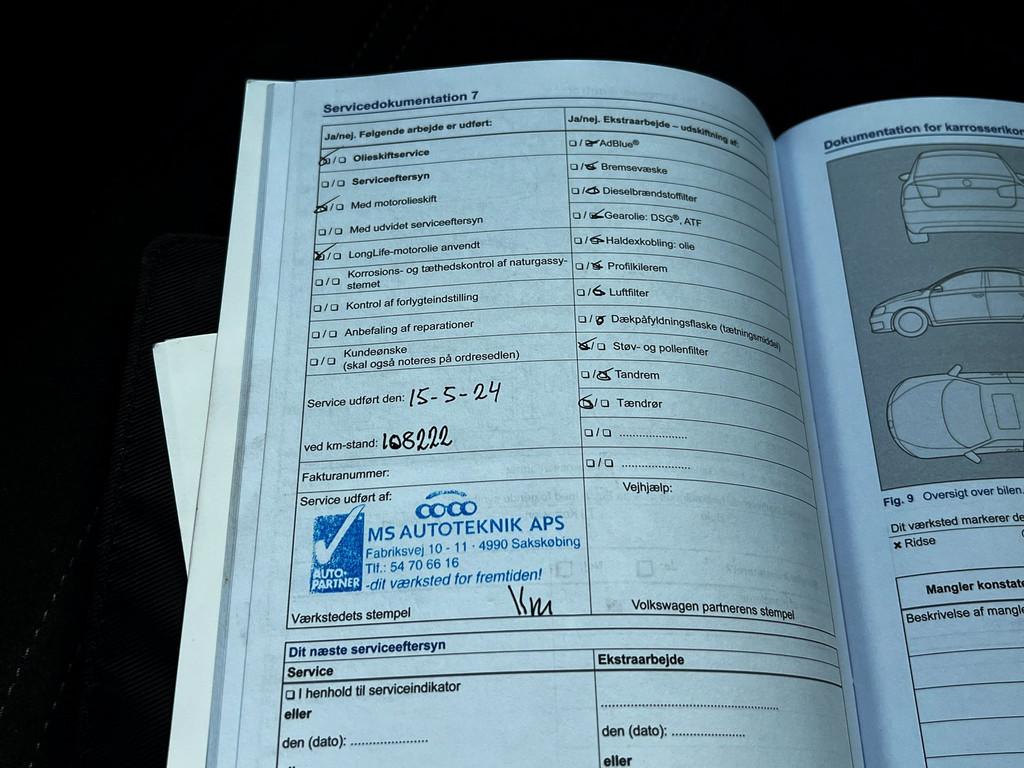 Servicedokumentation 7
Ja/nej. Følgende arbejde er udført:
Olieskiftservice
Serviceeftersyn
Med motorolieskift
Med udvidet serviceeftersyn
LongLife-motorolie anvendt
Korrosions- og tæthedskontrol af naturgassy-
stemet
Kontrol af forlygteindstilling
Anbefaling af reparationer
Kundeønske
(skal også noteres på ordresedlen)
Service udført den: 15-5-24
ved km-stand: 108222
Fakturanummer:
Service udført af:
MS AUTOTEKNIK APS
Fabriksvej 10 - 11 · 4990 Sakskøbing
Tlf.: 54 70 66 16
-dit værksted for fremtiden!
AUTO-
PARTNER
Værkstedets stempel
Ja/nej. Ekstraarbejde – udskiftning af:
AdBlue®
Bremsevæske
Dieselbrændstoffilter
Gearolie: DSG®, ATF
Haldexkobling: olie
Profilkilerem
Luftfilter
Dækpåfyldningsflaske (tætningsmiddel)
Støv- og pollenfilter
Tandrem
Tændrør
Vejhjælp:
Volkswagen partnerens stempel
Dit næste serviceeftersyn
Service
I henhold til serviceindikator
eller
den (dato): ....................
Ekstraarbejde
den (dato): ....................
eller
Dokumentation for karrosserikor
Fig. 9 Oversigt over bilen.
Dit værksted markerer de
× Ridse
Mangler konstate
Beskrivelse af mangle